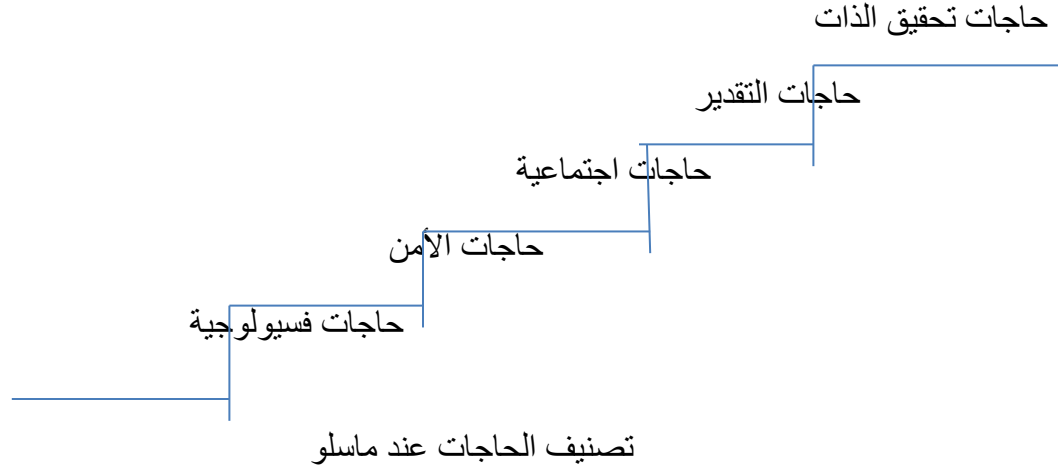 حاجات تحقيق الذات
حاجات التقدير
حاجات اجتماعية
حاجات الأمن
حاجات فسيولوجية
تصنيف الحاجات عند ماسلو